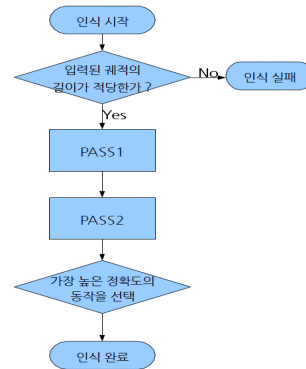 인식 시작
입력된 궤적의
길이가 적당한가 ?
No
인식 실패
Yes
PASS1
PASS2
가장 높은 정확도의
동작을 선택
인식 완료